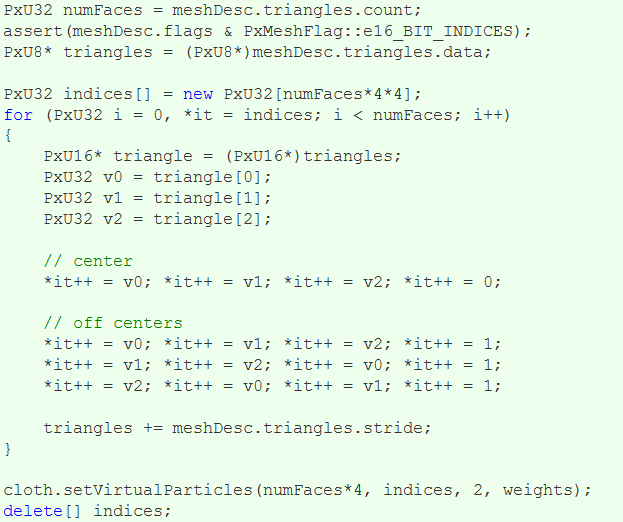 PxU32 numFaces = meshDesc.triangles.count;
assert(meshDesc.flags & PxMeshFlag::e16_BIT_INDICES);
PxU8* triangles = (PxU8*)meshDesc.triangles.data;

PxU32 indices[] = new PxU32[numFaces*4*4];
for (PxU32 i = 0, *it = indices; i < numFaces; i++)
{
    PxU16* triangle = (PxU16*)triangles;
    PxU32 v0 = triangle[0];
    PxU32 v1 = triangle[1];
    PxU32 v2 = triangle[2];

    // center
    *it++ = v0; *it++ = v1; *it++ = v2; *it++ = 0;

    // off centers
    *it++ = v0; *it++ = v1; *it++ = v2; *it++ = 1;
    *it++ = v1; *it++ = v2; *it++ = v0; *it++ = 1;
    *it++ = v2; *it++ = v0; *it++ = v1; *it++ = 1;

    triangles += meshDesc.triangles.stride;
}

cloth.setVirtualParticles(numFaces*4, indices, 2, weights);
delete[] indices;